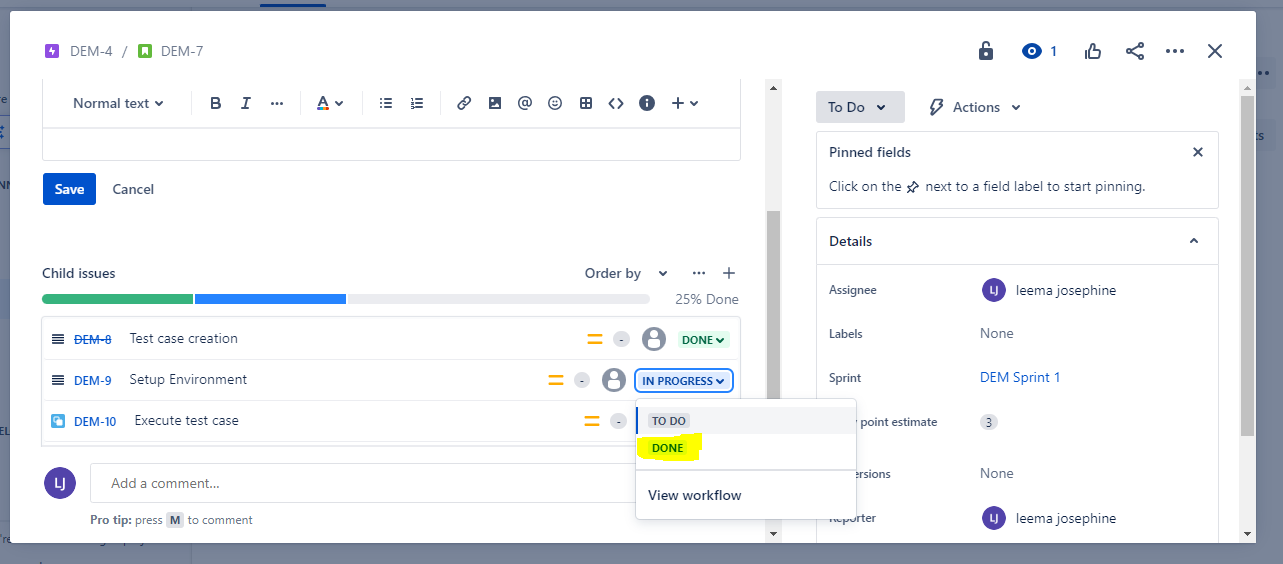 DEM-4 / DEM-7
1
Normal text
B I A @
Save Cancel
Child issues
Order by
25% Done
DEM-8 Test case creation - DONE
DEM-9 Setup Environment - IN PROGRESS
DEM-10 Execute test case -
TO DO
DONE
View workflow
LJ Add a comment...
Pro tip: press M to comment
To Do Actions
Pinned fields
Click on the next to a field label to start pinning.
Details
Assignee LJ leema josephine
Labels None
Sprint DEM Sprint 1
point estimate 3
None
Reporter LJ leema josephine